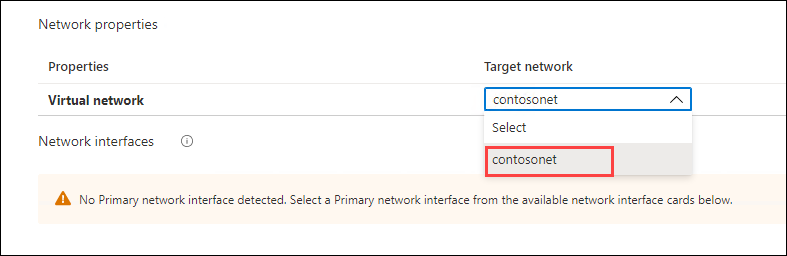 Network properties
Properties Target network
Virtual network contosonet
Select
contosonet
Network interfaces
No Primary network interface detected. Select a Primary network interface from the available network interface cards below.